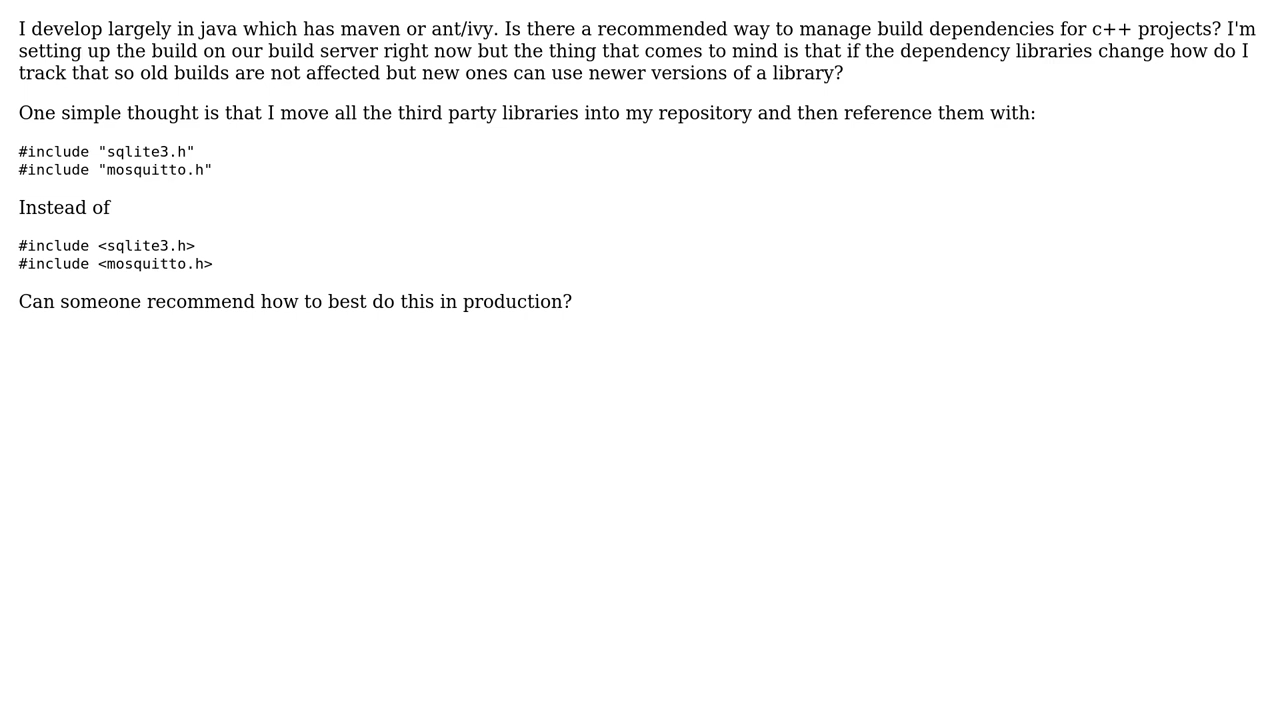 I develop largely in java which has maven or ant/ivy. Is there a recommended way to manage build dependencies for c++ projects? I'm
setting up the build on our build server right now but the thing that comes to mind is that if the dependency libraries change how do I
track that so old builds are not affected but new ones can use newer versions of a library?
One simple thought is that I move all the third party libraries into my repository and then reference them with:
#include "sqlite3.h"
#include "mosquitto.h"
Instead of
#include <sqlite3.h>
#include <mosquitto.h>
Can someone recommend how to best do this in production?